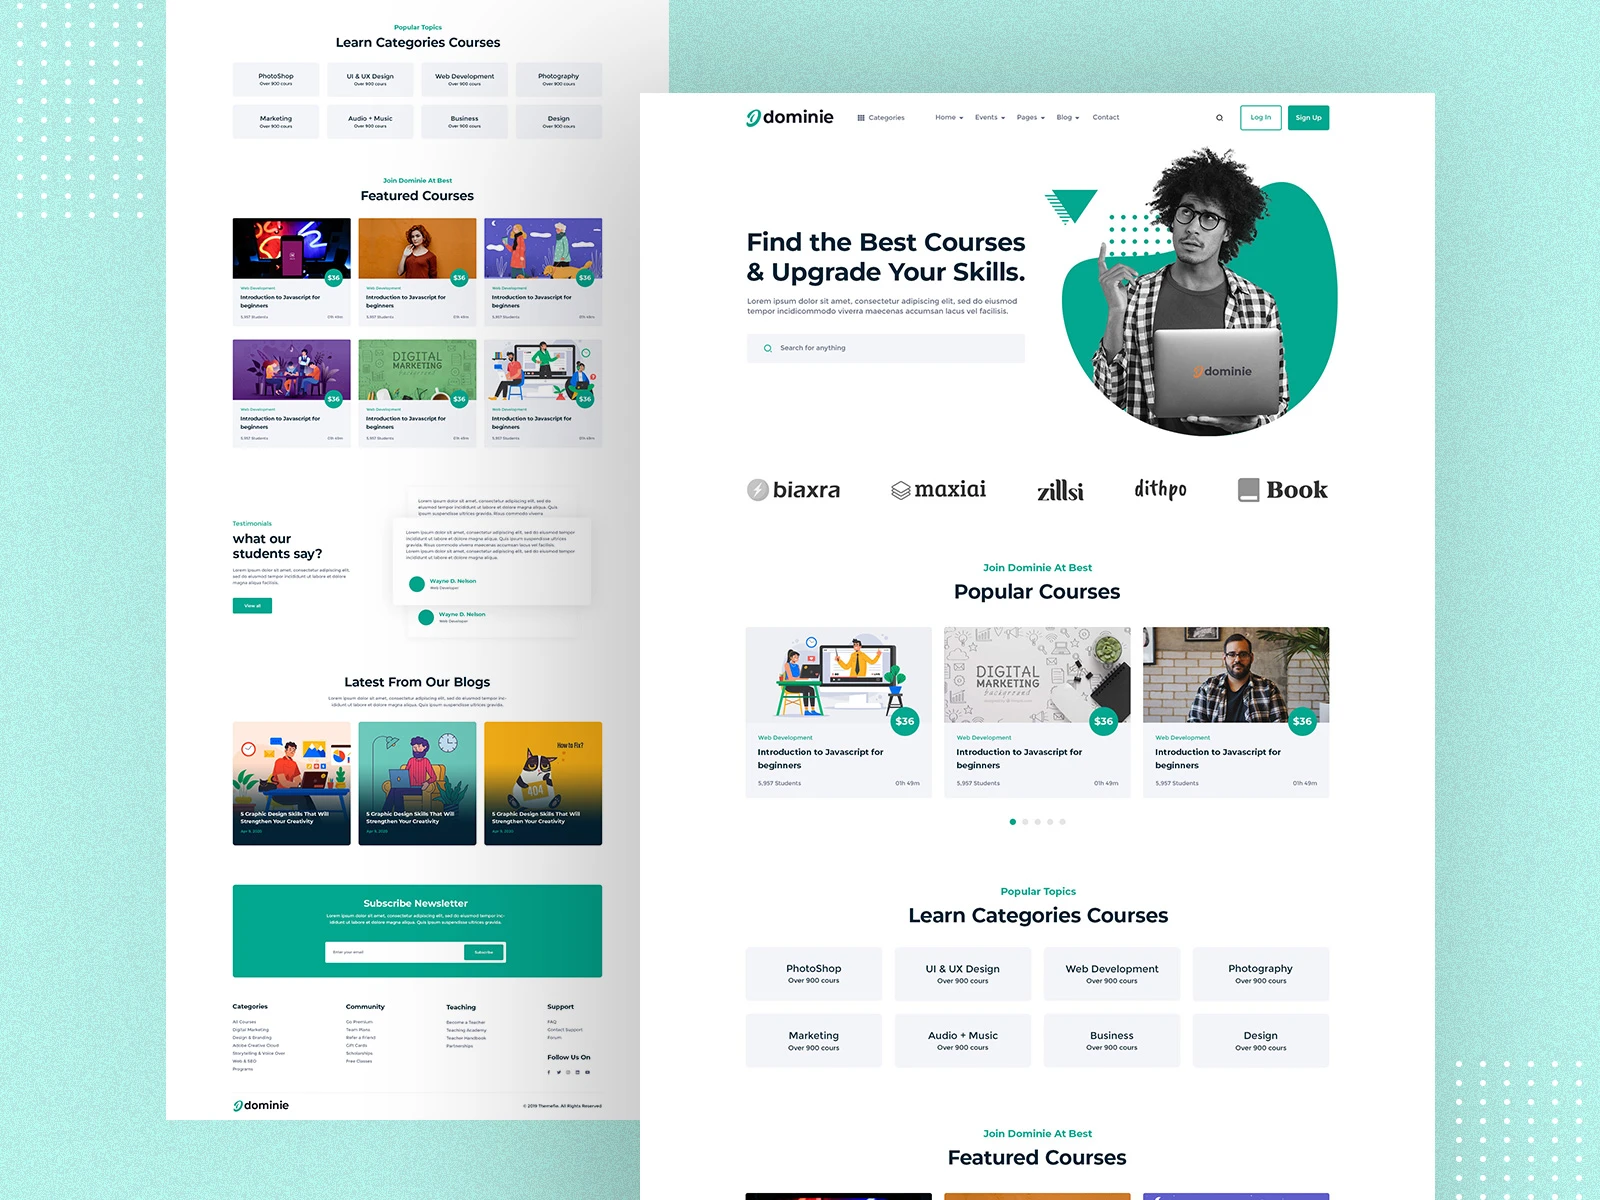 Popular Topics
Learn Categories Courses
PhotoShop
Over 900 cours
UI & UX Design
Over 900 cours
Web Development
Over 900 cours
Photography
Over 900 cours
Marketing
Over 900 cours
Audio + Music
Over 900 cours
Business
Over 900 cours
Design
Over 900 cours
Join Dominie At Best
Featured Courses
$36
Web Development
Introduction to Javascript for
beginners
5,957 Students
01h 49m
$36
Web Development
Introduction to Javascript for
beginners
5,957 Students
01h 49m
$36
Web Development
Introduction to Javascript for
beginners
5,957 Students
01h 49m
$36
Web Development
Introduction to Javascript for
beginners
5,957 Students
01h 49m
DIGITAL
MARKETING
background
$36
Web Development
Introduction to Javascript for
beginners
5,957 Students
01h 49m
$36
Web Development
Introduction to Javascript for
beginners
5,957 Students
01h 49m
Testimonials
what our
students say?
Lorem ipsum dolor sit amet, consectetur adipiscing elit,
sed do eiusmod tempor incididunt ut labore et dolore
magna aliqua facilisis.
View all
Lorem ipsum dolor sit amet, consectetur adipiscing elit, sed do
eiusmod tempor incididunt ut labore et dolore magna aliqua. Quis
ipsum suspendisse ultrices gravida. Risus commodo viverra
Lorem ipsum dolor sit amet, consectetur adipiscing elit, sed do eiusmod tempor
incididunt ut labore et dolore magna aliqua. Quis ipsum suspendisse ultrices
gravida. Risus commodo viverra maecenas accumsan lacus vel facilisis.
Lorem ipsum dolor sit amet, consectetur adipiscing elit, sed do eiusmod tempor
incididunt ut labore et dolore magna aliqua.
Wayne D. Nelson
Web Developer
Wayne D. Nelson
Web Developer
Latest From Our Blogs
Lorem ipsum dolor sit amet, consectetur adipiscing elit, sed do eiusmod tempor inc-
ididunt ut labore et dolore magna aliqua. Quis ipsum suspendisse ultrices gravida.
5 Graphic Design Skills That Will
Strengthen Your Creativity
Apr 9, 2020
5 Graphic Design Skills That Will
Strengthen Your Creativity
Apr 9, 2020
How to Fix?
404
5 Graphic Design Skills That Will
Strengthen Your Creativity
Apr 9, 2020
Subscribe Newsletter
Lorem ipsum dolor sit amet, consectetur adipiscing elit, sed do eiusmod tempor inc-
ididunt ut labore et dolore magna aliqua. Quis ipsum suspendisse ultrices gravida.
Enter your email
Subscribe
Categories
All Courses
Digital Marketing
Design & Branding
Adobe Creative Cloud
Storytelling & Voice Over
Web & SEO
Programs
Community
Go Premium
Team Plans
Refer a Friend
Gift Cards
Scholarships
Free Classes
Teaching
Become a Teacher
Teaching Academy
Teacher Handbook
Partnerships
Support
FAQ
Contact Support
Forum
Follow Us On
dominie
© 2019 Themefie. All Rights Reserved
dominie
Categories
Home
Events
Pages
Blog
Contact
Log In
Sign Up
Find the Best Courses
& Upgrade Your Skills.
Lorem ipsum dolor sit amet, consectetur adipiscing elit, sed do eiusmod
tempor incidicommodo viverra maecenas accumsan lacus vel facilisis.
Search for anything
dominie
biaxra
maxiai
zillsi
dithpo
Book
Join Dominie At Best
Popular Courses
$36
Web Development
Introduction to Javascript for
beginners
5,957 Students
01h 49m
DIGITAL
MARKETING
background
$36
Web Development
Introduction to Javascript for
beginners
5,957 Students
01h 49m
$36
Web Development
Introduction to Javascript for
beginners
5,957 Students
01h 49m
Popular Topics
Learn Categories Courses
PhotoShop
Over 900 cours
UI & UX Design
Over 900 cours
Web Development
Over 900 cours
Photography
Over 900 cours
Marketing
Over 900 cours
Audio + Music
Over 900 cours
Business
Over 900 cours
Design
Over 900 cours
Join Dominie At Best
Featured Courses